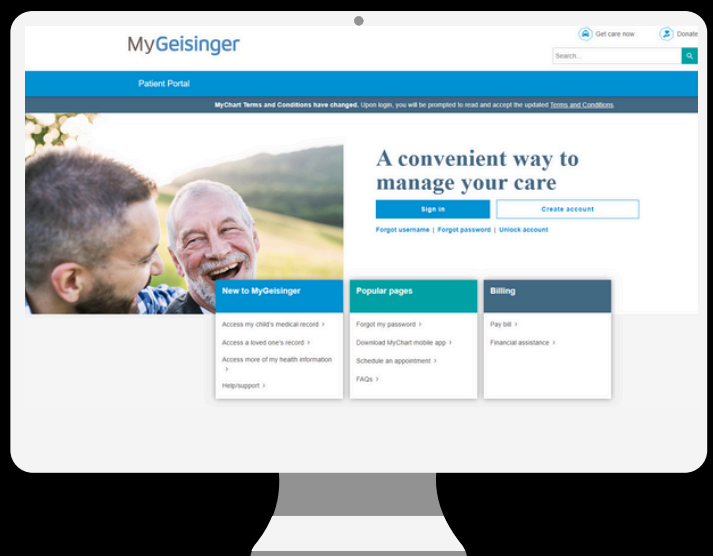 MyGeisinger
Get care now
Donate
Search...
Patient Portal
MyChart Terms and Conditions have changed. Upon login, you will be prompted to read and accept the updated Terms and Conditions.
A convenient way to
manage your care
Sign in
Create account
Forgot username | Forgot password | Unlock account
New to MyGeisinger
Access my child's medical record ›
Access a loved one's record ›
Access more of my health information
›
Help/support ›
Popular pages
Forgot my password ›
Download MyChart mobile app ›
Schedule an appointment ›
FAQs ›
Billing
Pay bill ›
Financial assistance ›